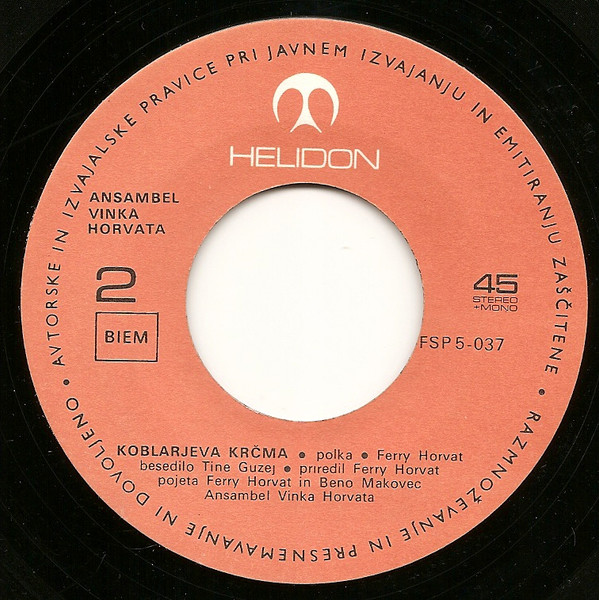 AVTORSKE IN IZVAJALSKE PRAVICE PRI JAVNEM IZVAJANJU IN EMITIRANJU ZAŠČITENE • RAZMNOŽEVANJE IN PRESNEMAVANJE NI DOVOLJENO •
HELIDON
ANSAMBEL
VINKA
HORVATA
2
BIEM
45
STEREO
+MONO
FSP 5-037
KOBLARJEVA KRČMA • polka • Ferry Horvat
besedilo Tine Guzej • priredil Ferry Horvat
pojeta Ferry Horvat in Beno Makovec
Ansambel Vinka Horvata